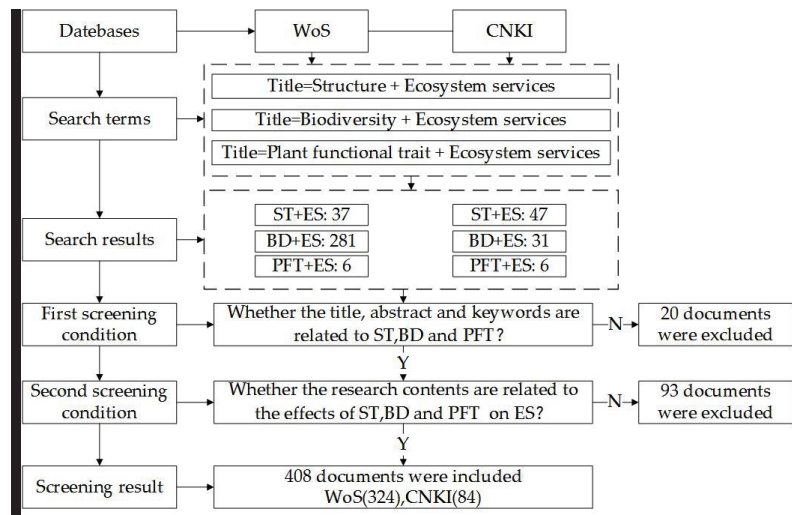 Datebases
WoS
CNKI
Title=Structure + Ecosystem services
Search terms
Title=Biodiversity + Ecosystem services
Title=Plant functional trait + Ecosystem services
ST+ES: 37
ST+ES: 47
Search results
BD+ES: 281
BD+ES: 31
PFT+ES: 6
PFT+ES: 6
First screening
condition
Whether the title, abstract and keywords are
related to ST,BD and PFT?
N
20 documents
were excluded
Y
Second screening
condition
Whether the research contents are related to
the effects of ST,BD and PFT on ES?
N
93 documents
were excluded
Y
Screening result
408 documents were included
WoS(324),CNKI(84)